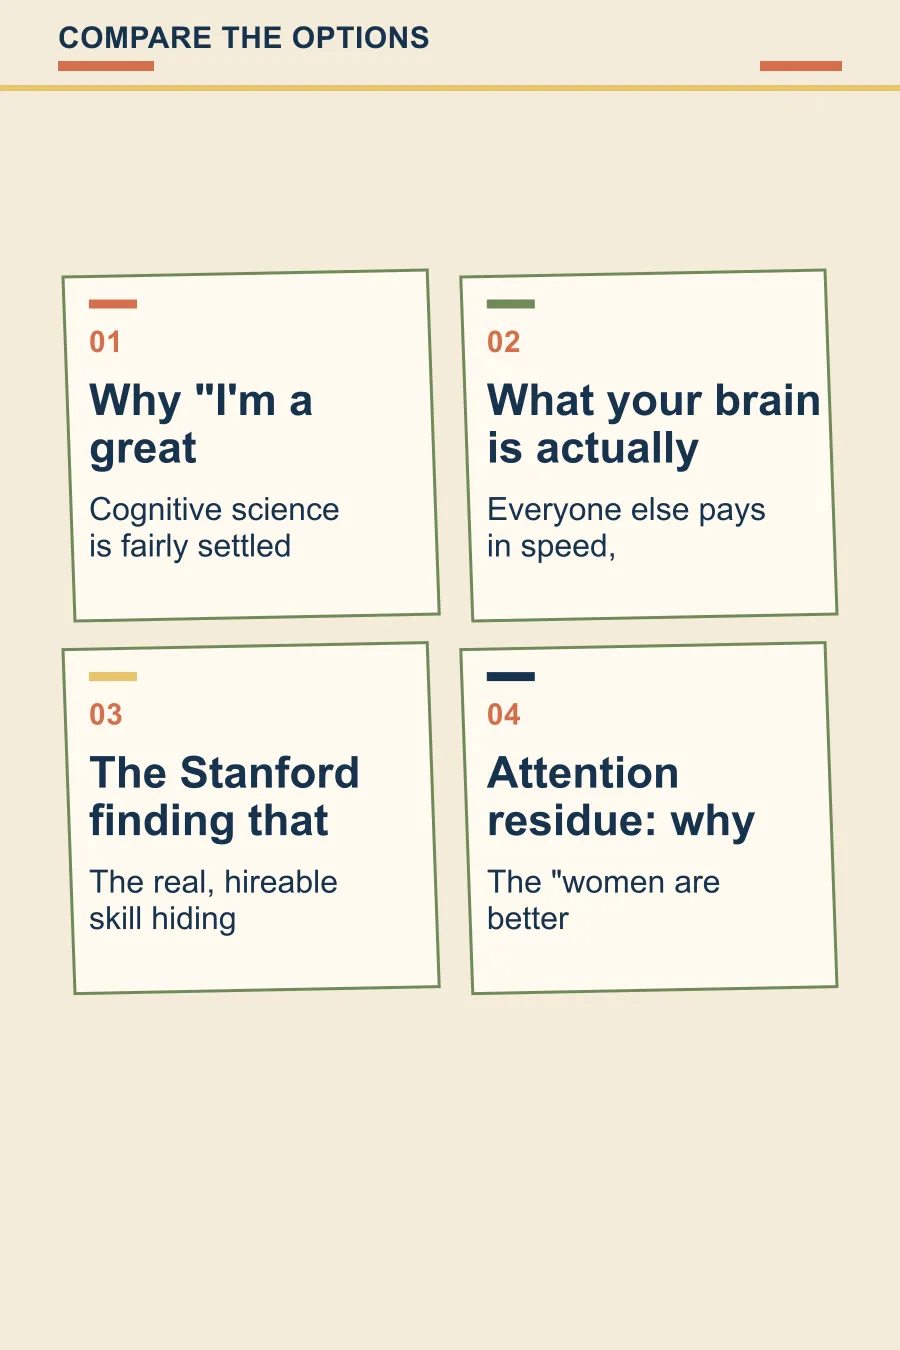 COMPARE THE OPTIONS
01
Why "I'm a
great
Cognitive science
is fairly settled
02
What your brain
is actually
Everyone else pays
in speed,
03
The Stanford
finding that
The real, hireable
skill hiding
04
Attention
residue: why
The "women are
better